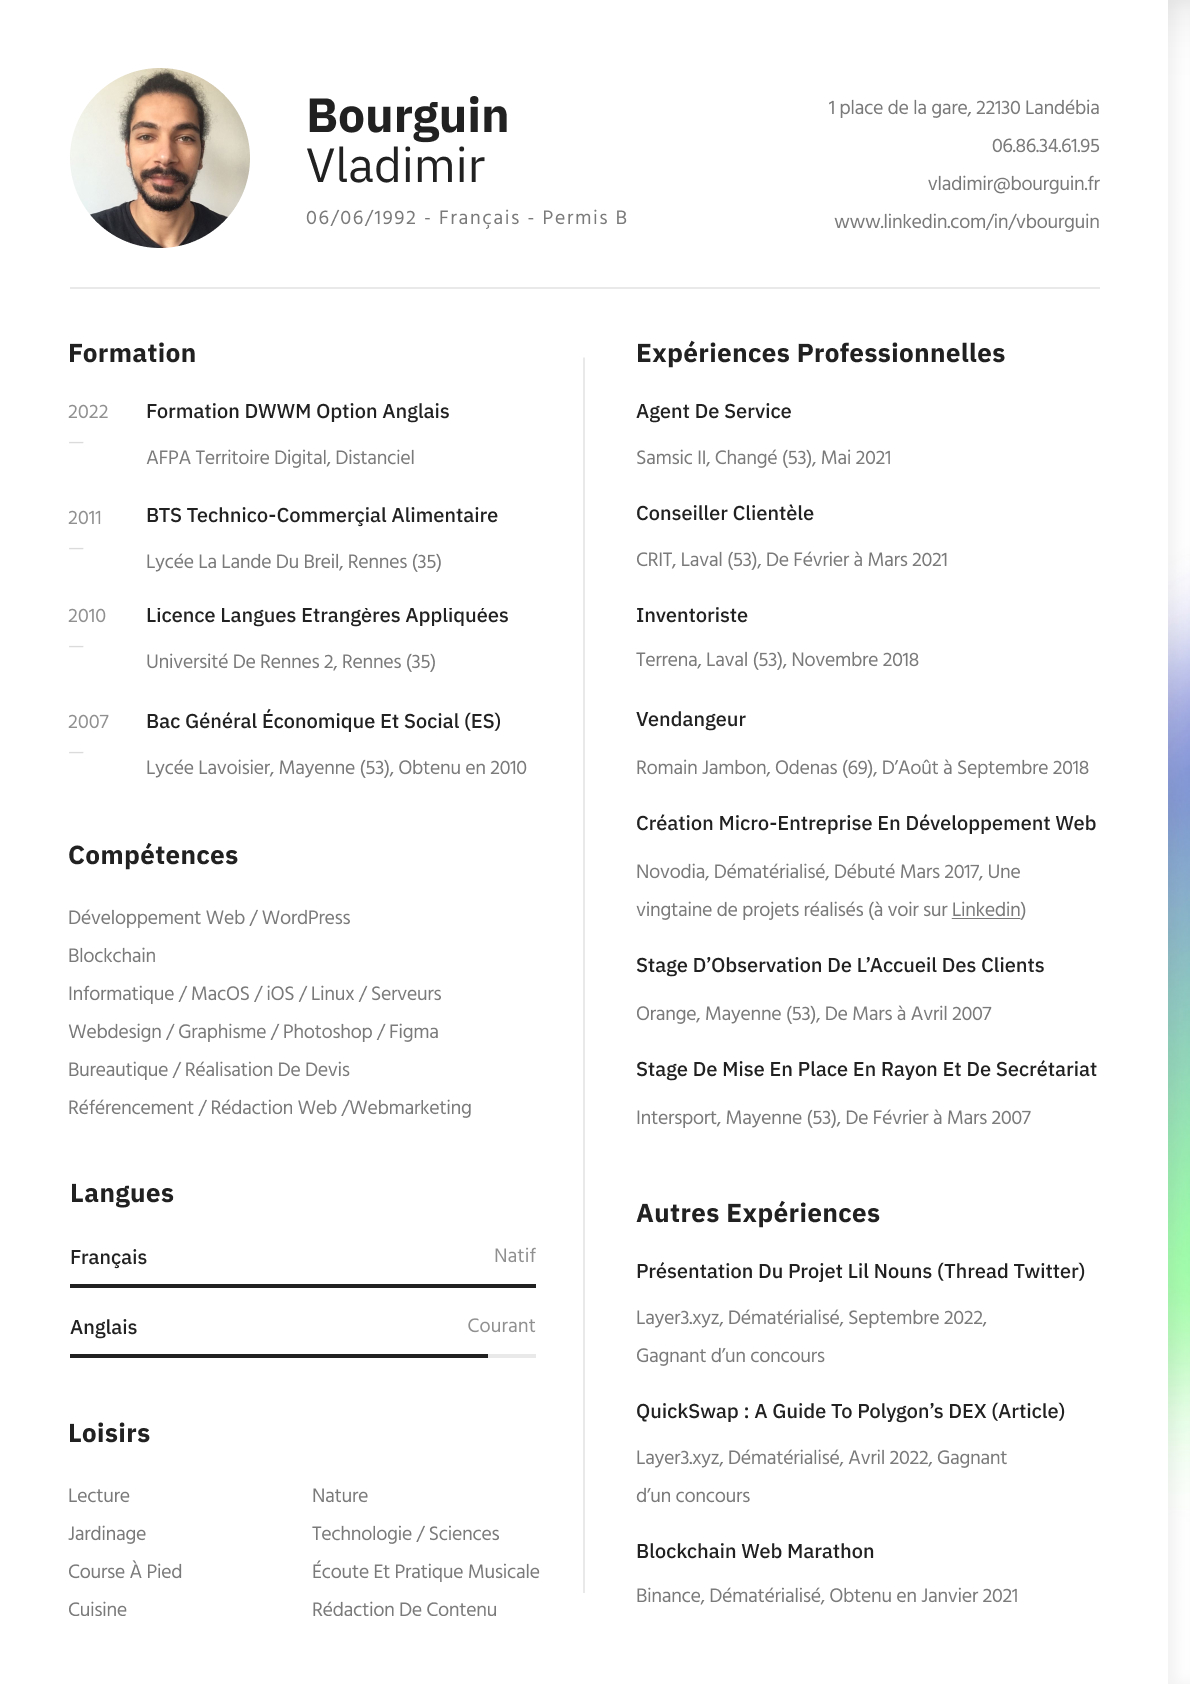 Bourguin
Vladimir
06/06/1992 - Français - Permis B
1 place de la gare, 22130 Landébia
06.86.34.61.95
vladimir@bourguin.fr
www.linkedin.com/in/vbourguin
Formation
2022
—
Formation DWWM Option Anglais
AFPA Territoire Digital, Distanciel
2011
—
BTS Technico-Commerçial Alimentaire
Lycée La Lande Du Breil, Rennes (35)
2010
—
Licence Langues Etrangères Appliquées
Université De Rennes 2, Rennes (35)
2007
—
Bac Général Économique Et Social (ES)
Lycée Lavoisier, Mayenne (53), Obtenu en 2010
Compétences
Développement Web / WordPress
Blockchain
Informatique / MacOS / iOS / Linux / Serveurs
Webdesign / Graphisme / Photoshop / Figma
Bureautique / Réalisation De Devis
Référencement / Rédaction Web /Webmarketing
Langues
Français Natif
Anglais Courant
Loisirs
Lecture
Jardinage
Course À Pied
Cuisine
Nature
Technologie / Sciences
Écoute Et Pratique Musicale
Rédaction De Contenu
Expériences Professionnelles
Agent De Service
Samsic II, Changé (53), Mai 2021
Conseiller Clientèle
CRIT, Laval (53), De Février à Mars 2021
Inventoriste
Terrena, Laval (53), Novembre 2018
Vendangeur
Romain Jambon, Odenas (69), D’Août à Septembre 2018
Création Micro-Entreprise En Développement Web
Novodia, Dématérialisé, Débuté Mars 2017, Une
vingtaine de projets réalisés (à voir sur Linkedin)
Stage D’Observation De L’Accueil Des Clients
Orange, Mayenne (53), De Mars à Avril 2007
Stage De Mise En Place En Rayon Et De Secrétariat
Intersport, Mayenne (53), De Février à Mars 2007
Autres Expériences
Présentation Du Projet Lil Nouns (Thread Twitter)
Layer3.xyz, Dématérialisé, Septembre 2022,
Gagnant d’un concours
QuickSwap : A Guide To Polygon’s DEX (Article)
Layer3.xyz, Dématérialisé, Avril 2022, Gagnant
d’un concours
Blockchain Web Marathon
Binance, Dématérialisé, Obtenu en Janvier 2021